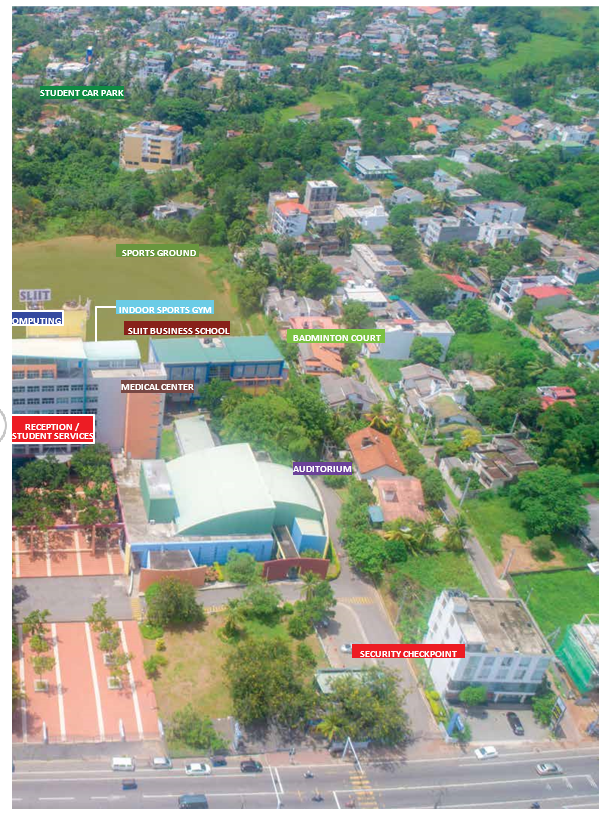 STUDENT CAR PARK
SPORTS GROUND
SLIIT
INDOOR SPORTS GYM
OMPUTING
SLIIT BUSINESS SCHOOL
BADMINTON COURT
MEDICAL CENTER
RECEPTION /
STUDENT SERVICES
AUDITORIUM
SECURITY CHECKPOINT